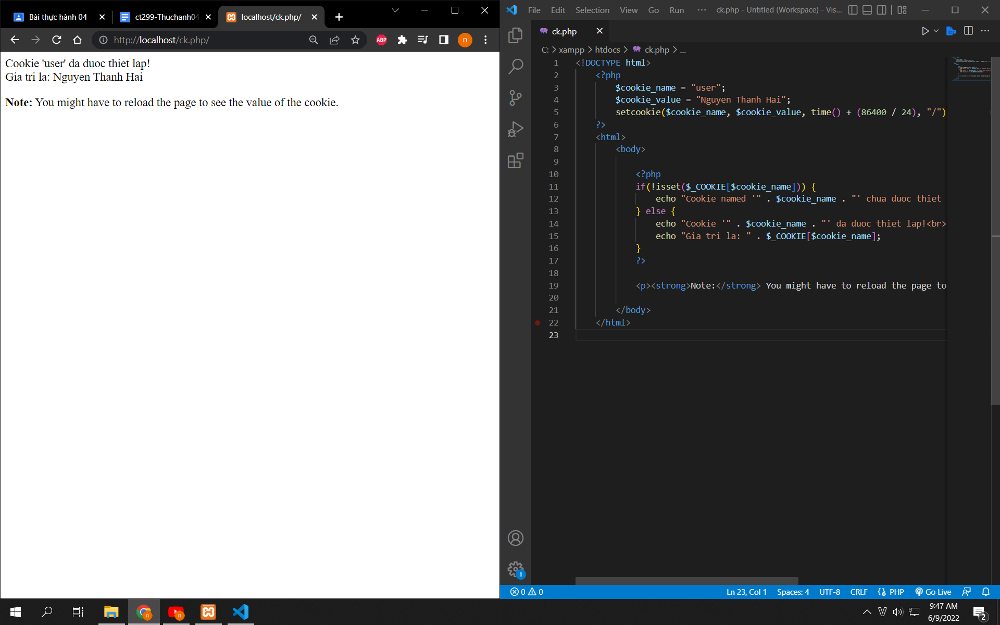 Bài thực hành 04
ct299-Thuchanh04
localhost/ck.php/
http://localhost/ck.php/
ABP
n
Cookie 'user' da duoc thiet lap!
Gia tri la: Nguyen Thanh Hai
Note: You might have to reload the page to see the value of the cookie.
File Edit Selection View Go Run ··· ck.php - Untitled (Workspace) - Vis...
ck.php
C: > xampp > htdocs > ck.php > ...
1 <!DOCTYPE html>
2 <?php
3 $cookie_name = "user";
4 $cookie_value = "Nguyen Thanh Hai";
5 setcookie($cookie_name, $cookie_value, time() + (86400 / 24), "/")
6 ?>
7 <html>
8 <body>
9
10 <?php
11 if(!isset($_COOKIE[$cookie_name])) {
12 echo "Cookie named '" . $cookie_name . "' chua duoc thiet
13 } else {
14 echo "Cookie '" . $cookie_name . "' da duoc thiet lap!<br>
15 echo "Gia tri la: " . $_COOKIE[$cookie_name];
16 }
17 ?>
18
19 <p><strong>Note:</strong> You might have to reload the page to
20
21 </body>
22 </html>
23
1
0 0
Ln 23, Col 1 Spaces: 4 UTF-8 CRLF PHP Go Live
n
n
9:47 AM
6/9/2022
2